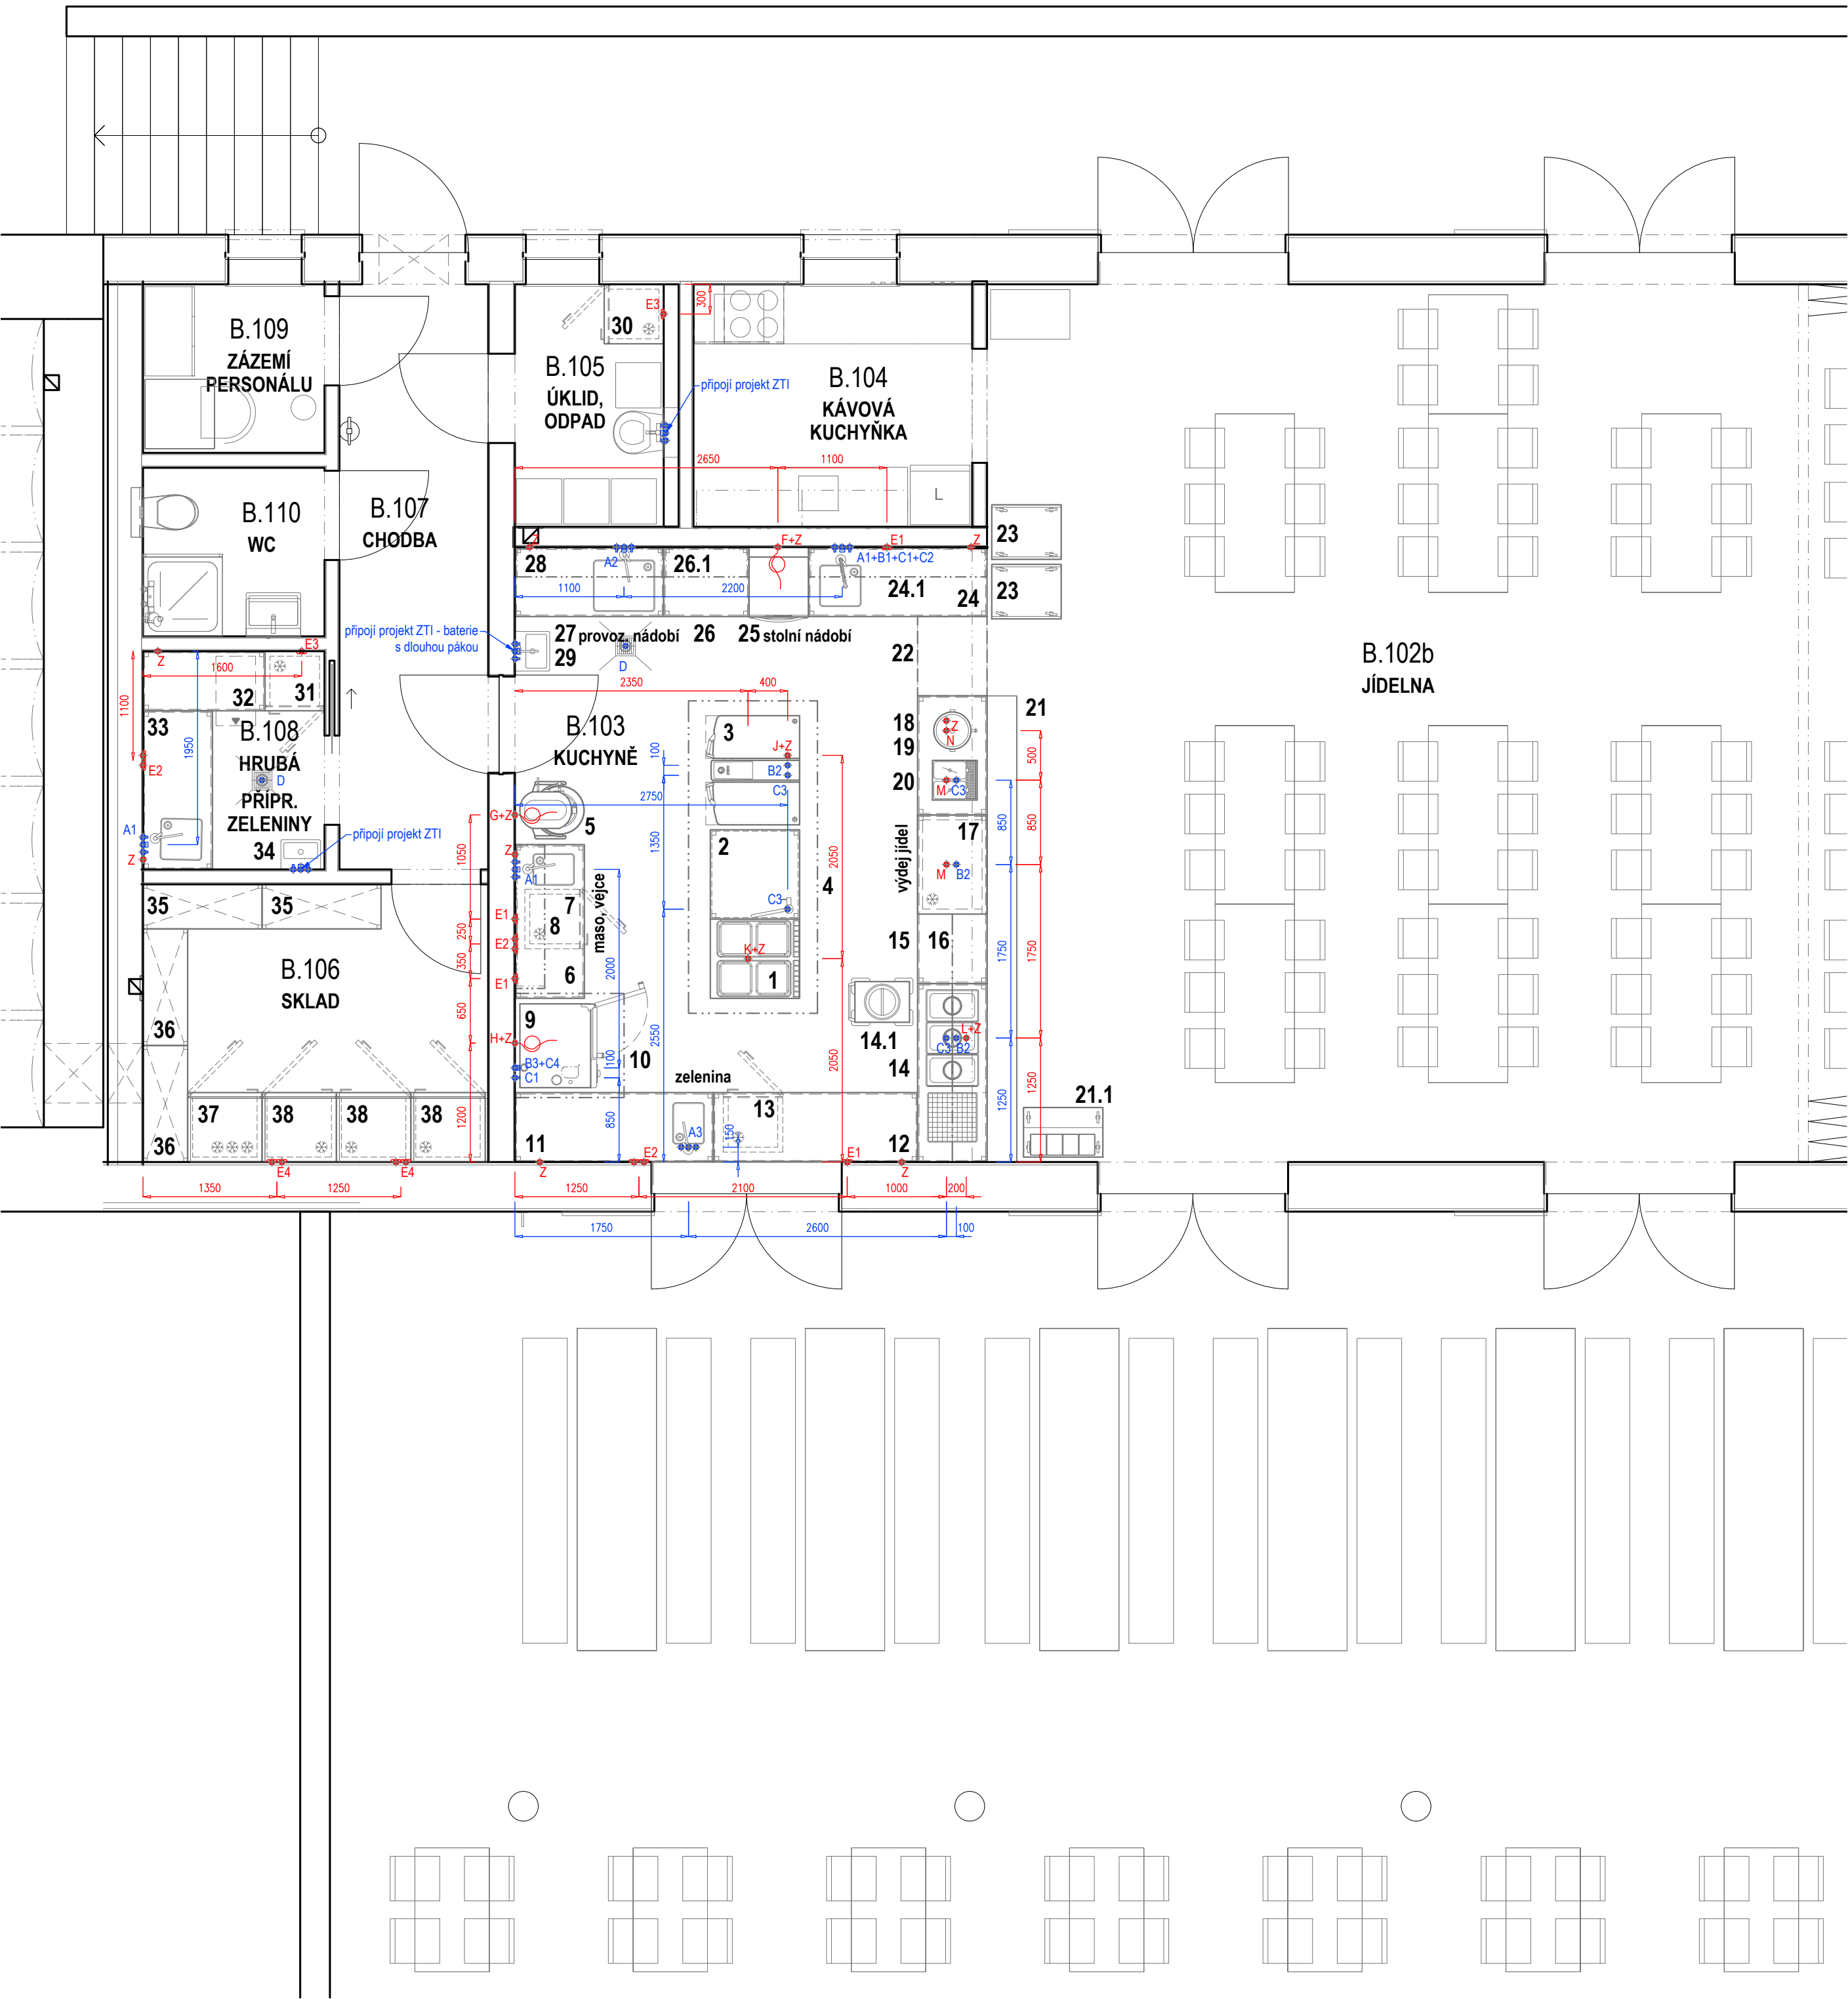 B.109
ZÁZEMÍ
PERSONÁLU
E3
300
30
B.105
ÚKLID,
ODPAD
připojí projekt ZTI
B.104
KÁVOVÁ
KUCHYŇKA
2650
1100
L
B.110
WC
B.107
CHODBA
23
23
Z
A2
F+Z
E1
Z
A1+B1+C1+C2
28
26.1
24.1
24
1100
2200
připojí projekt ZTI - baterie
s dlouhou pákou
27 provoz. nádobí
26
25 stolní nádobí
29
D
22
B.102b
JÍDELNA
Z
E3
1600
32
31
1100
33
1950
B.108
HRUBÁ
PŘÍPR.
ZELENINY
E2
D
A1
Z
34
připojí projekt ZTI
2350
400
B.103
KUCHYNĚ
3
J+Z
B2
C3
100
2750
18
19
20
21
Z
N
M
C3
500
G+Z
5
Z
A1
1050
1350
2
C3
2050
4
výdej jídel
17
M
B2
850
850
7
8
6
maso, vejce
E1
250
E2
350
E1
650
2000
K+Z
1
15
16
1750
1750
35
35
B.106
SKLAD
36
36
9
H+Z
B3+C4
C1
10
100
2550
14.1
14
L+Z
C3
B2
2050
zelenina
37
38
38
38
1200
850
11
A3
13
150
12
1250
1250
21.1
E4
E4
Z
E2
E1
Z
1350
1250
1250
2100
1000
200
1750
2600
100